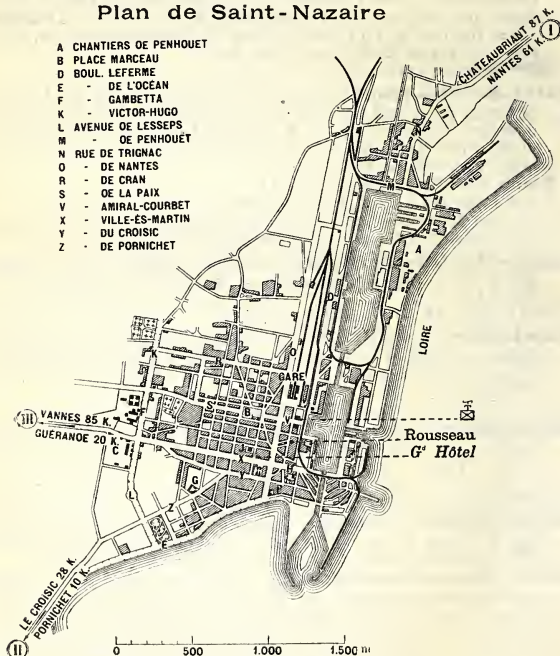 Plan de Saint-Nazaire
A CHANTIERS OE PENHOUET
B PLACE MARCEAU
D BOUL. LEFERME
E - DE L'OCÉAN
F - GAMBETTA
K - VICTOR-HUGO
L AVENUE OE LESSEPS
M - OE PENHOUËT
N RUE DE TRIGNAC
O - DE NANTES
R - DE CRAN
S - OE LA PAIX
V - AMIRAL-COURBET
X - VILLE-ÈS-MARTIN
Y - DU CROISIC
Z - DE PORNICHET
CHATEAUBRIANT 87 K.
NANTES 61 K.
I
N
M
A
D
LOIRE
O
GARE
K
B
III
VANNES 85 K.
GUÉRANOE 20 K.
C
Rousseau
Gd Hôtel
L
G
Z
E
Y
F
LE CROISIC 28 K.
PORNICHET 10 K.
II
0 500 1.000 1.500 m